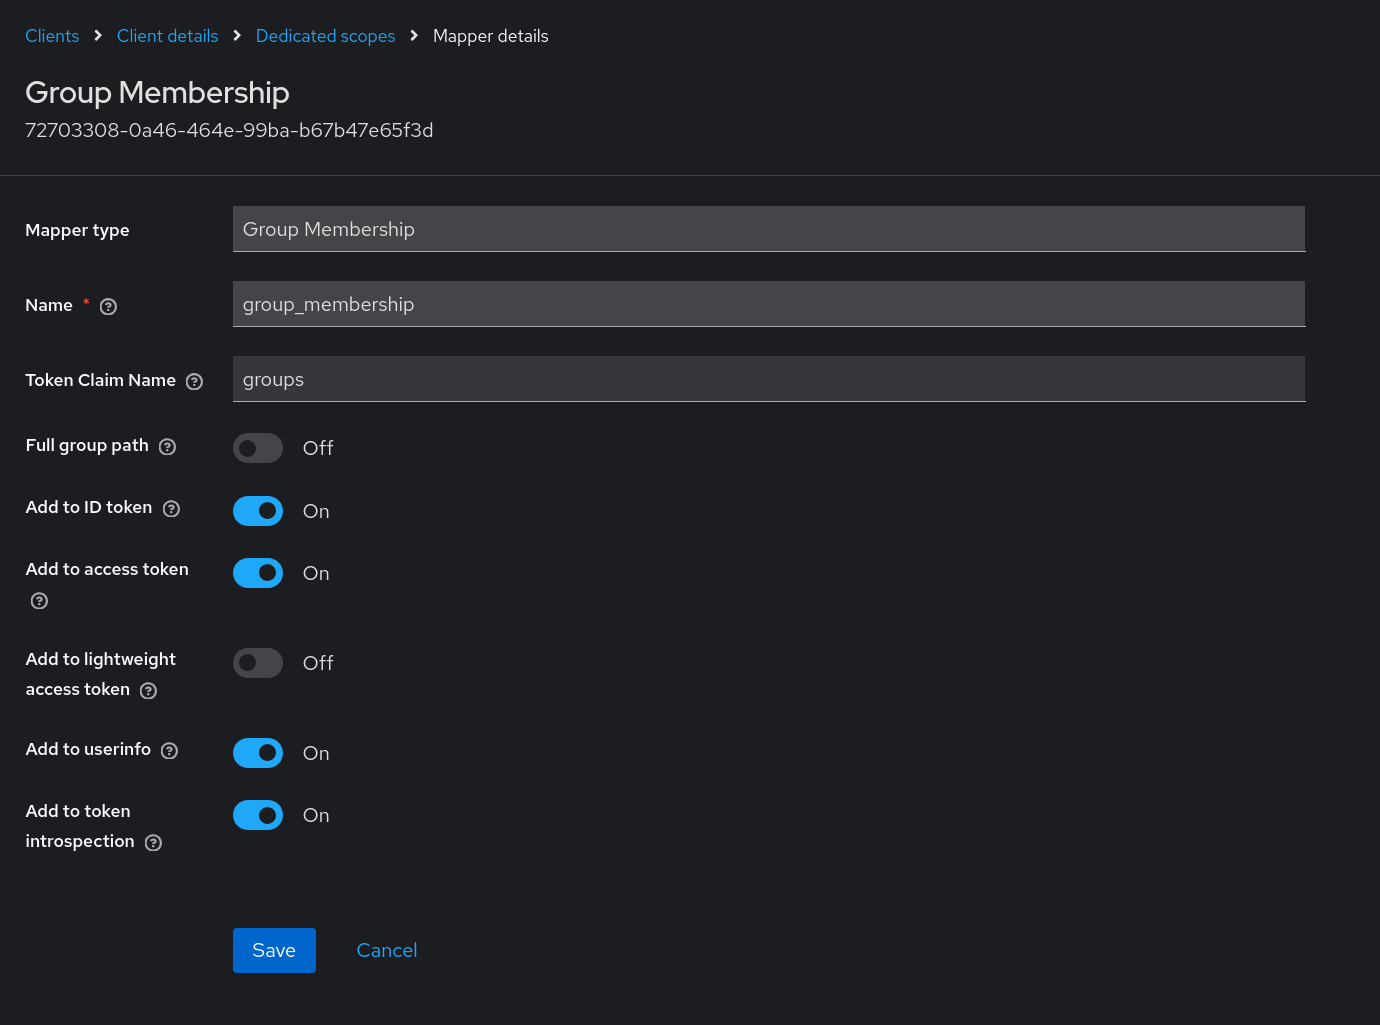 Clients > Client details > Dedicated scopes > Mapper details
Group Membership
72703308-0a46-464e-99ba-b67b47e65f3d
Mapper type Group Membership
Name * group_membership
Token Claim Name groups
Full group path Off
Add to ID token On
Add to access token On
Add to lightweight
access token Off
Add to userinfo On
Add to token
introspection On
Save Cancel